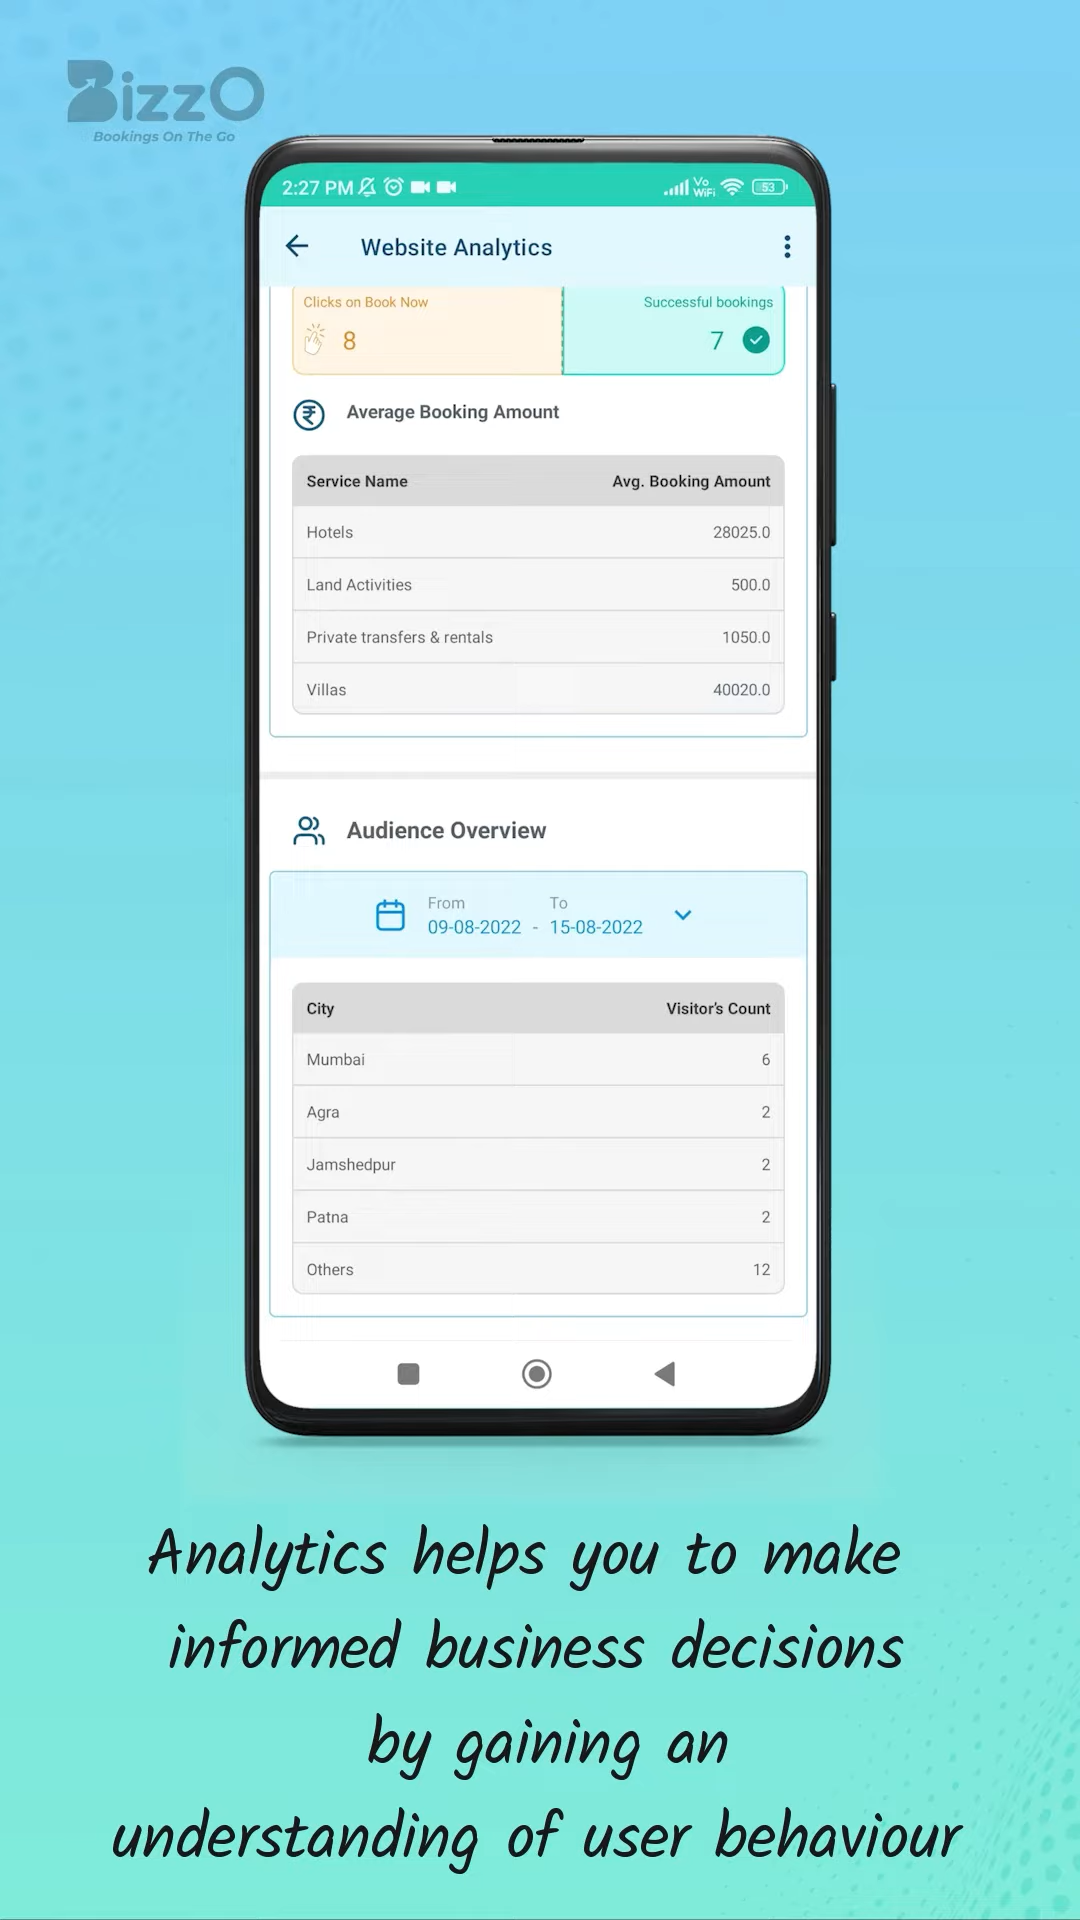 BizzO
Bookings On The Go
2:27 PM Vo WiFi 53
Website Analytics
Clicks on Book Now Successful bookings
8 7
Average Booking Amount
Service Name Avg. Booking Amount
Hotels 28025.0
Land Activities 500.0
Private transfers & rentals 1050.0
Villas 40020.0
Audience Overview
From To
09-08-2022 - 15-08-2022
City Visitor's Count
Mumbai 6
Agra 2
Jamshedpur 2
Patna 2
Others 12
Analytics helps you to make
informed business decisions
by gaining an
understanding of user behaviour